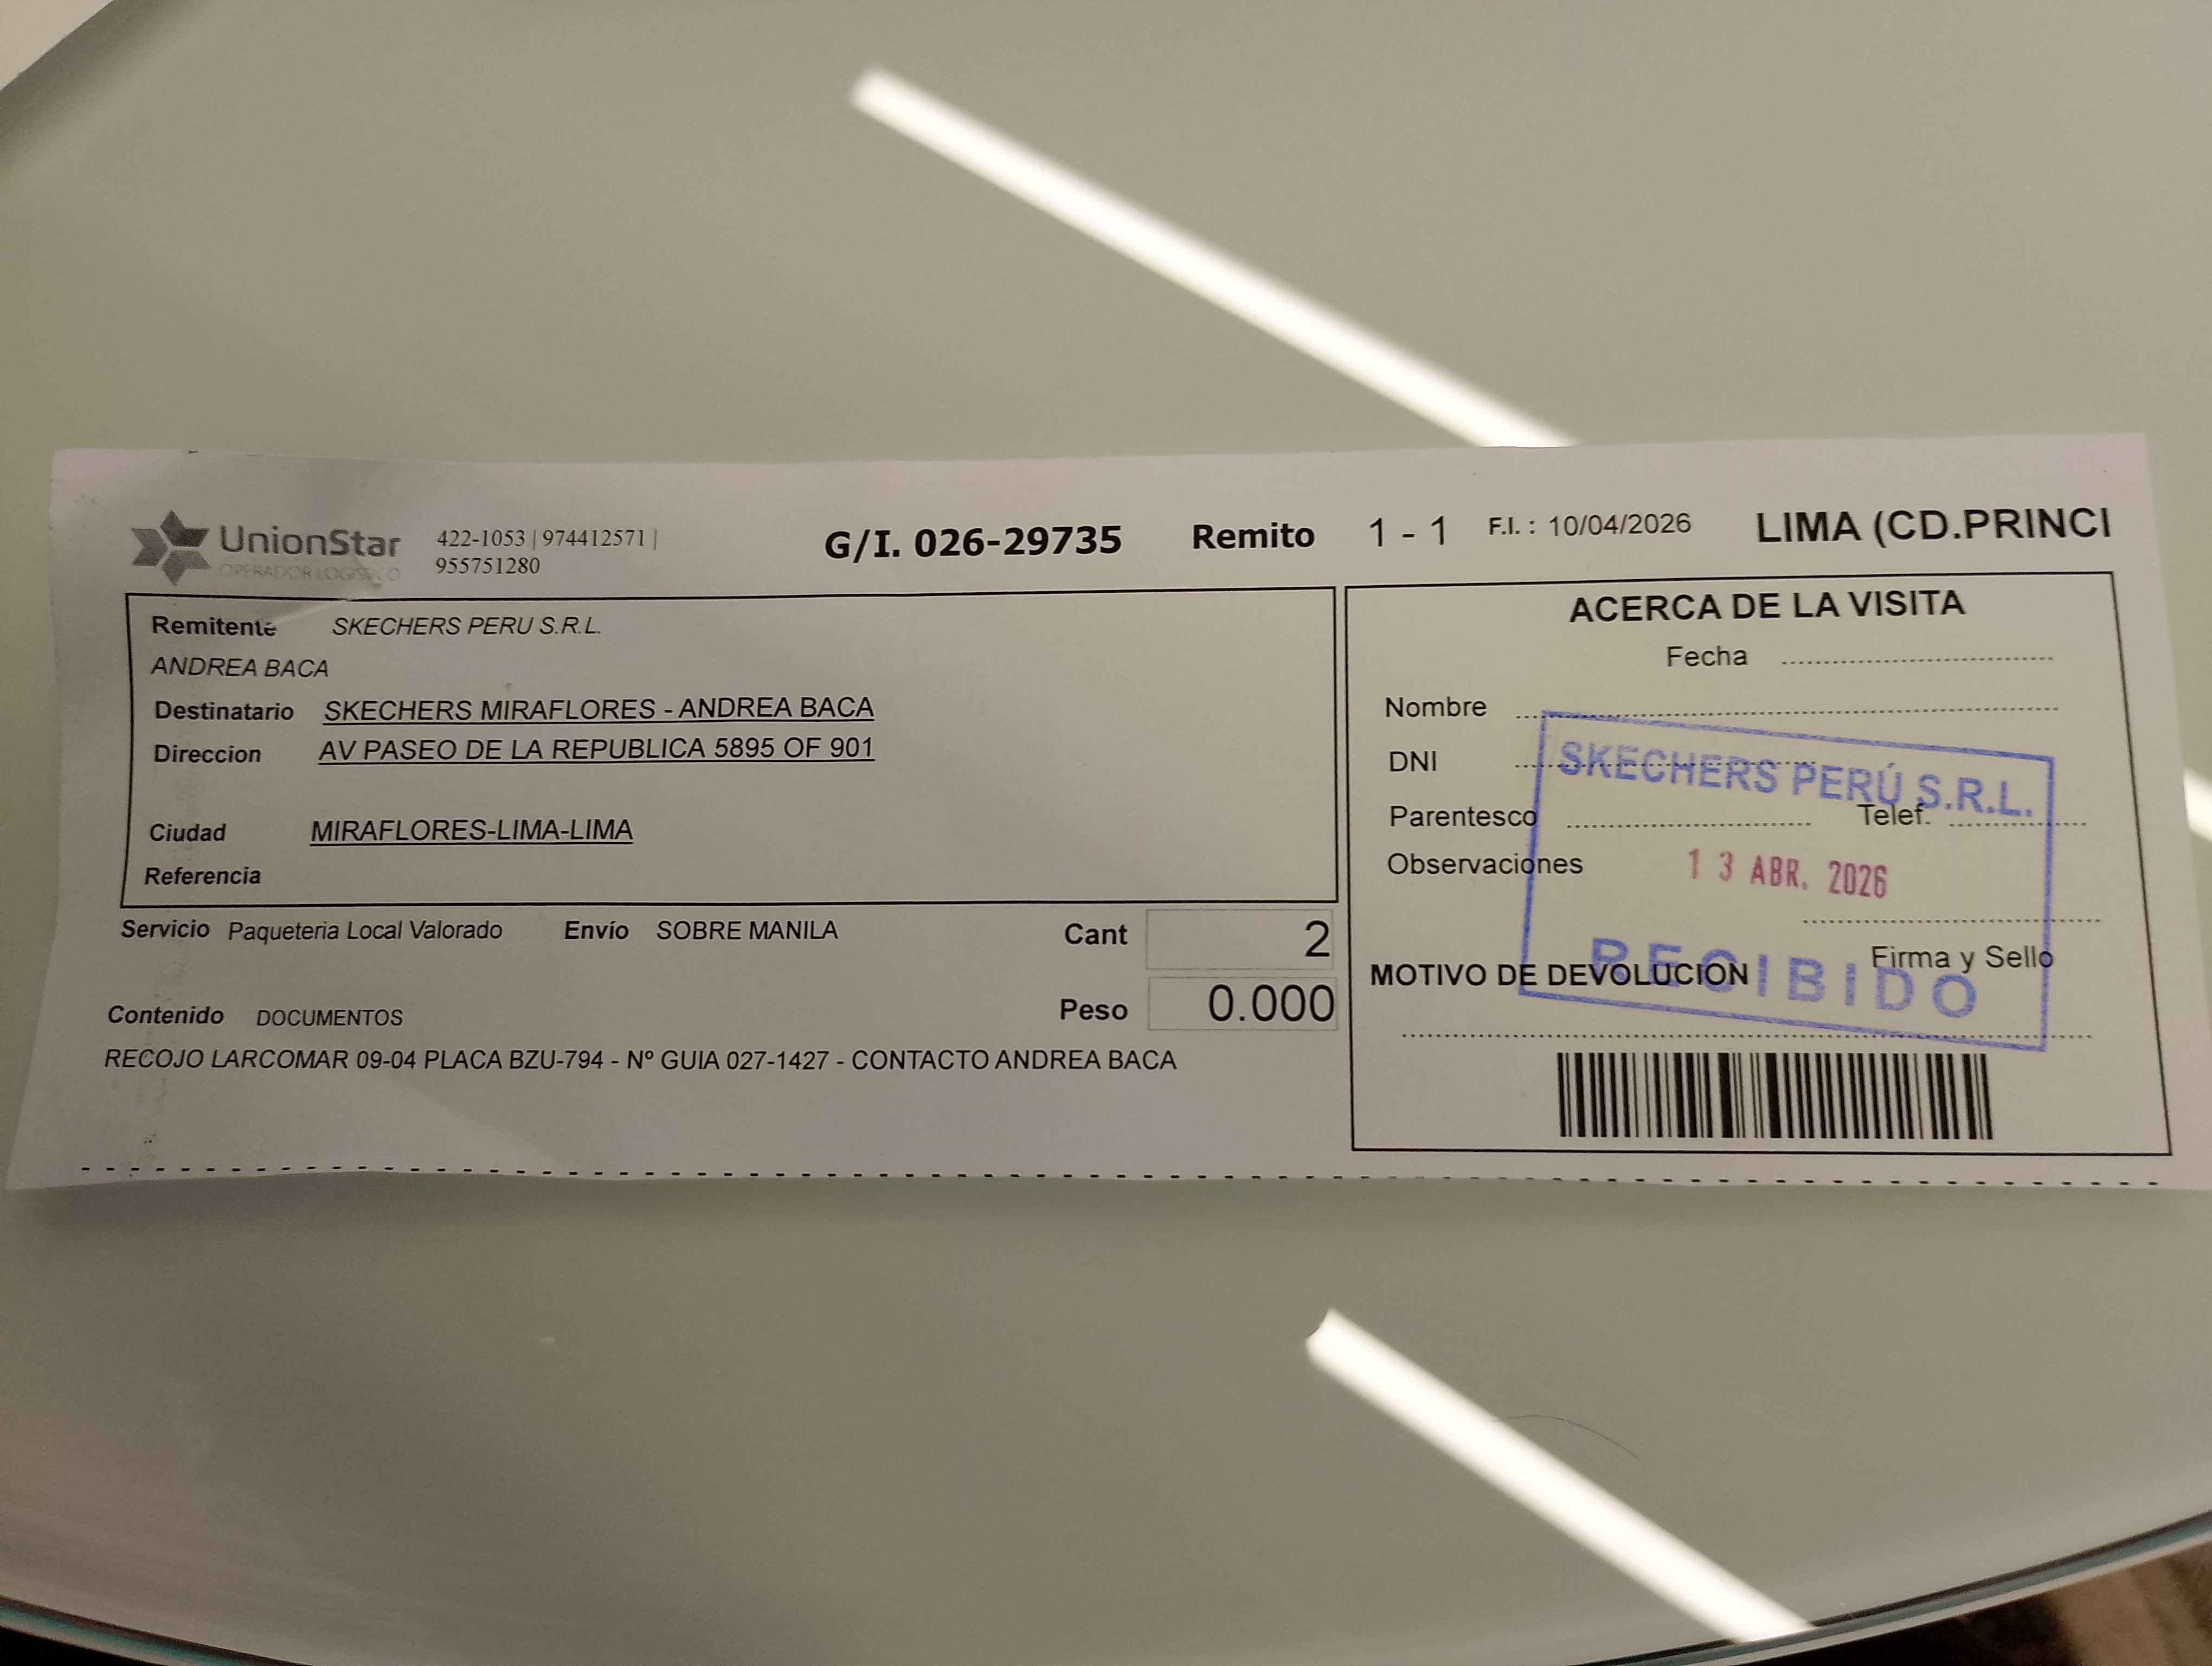 UnionStar
OPERADOR LOGISTICO
422-1053 | 974412571 |
955751280
G/I. 026-29735 Remito 1 - 1 F.I. : 10/04/2026 LIMA (CD.PRINCI
Remitente SKECHERS PERU S.R.L.
ANDREA BACA
Destinatario SKECHERS MIRAFLORES - ANDREA BACA
Direccion AV PASEO DE LA REPUBLICA 5895 OF 901
Ciudad MIRAFLORES-LIMA-LIMA
Referencia
Servicio Paqueteria Local Valorado Envío SOBRE MANILA Cant 2
Peso 0.000
Contenido DOCUMENTOS
RECOJO LARCOMAR 09-04 PLACA BZU-794 - Nº GUIA 027-1427 - CONTACTO ANDREA BACA
ACERCA DE LA VISITA
Fecha
Nombre
DNI
Parentesco Telef.
Observaciones
Firma y Sello
MOTIVO DE DEVOLUCION
SKECHERS PERÚ S.R.L.
13 ABR. 2026
RECIBIDO